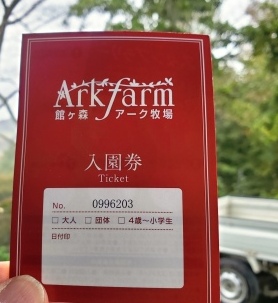 Arkfarm
館ヶ森 アーク牧場
入園券
Ticket
No. 0996203
□ 大人 □ 団体 □ 4歳〜小学生
日付印